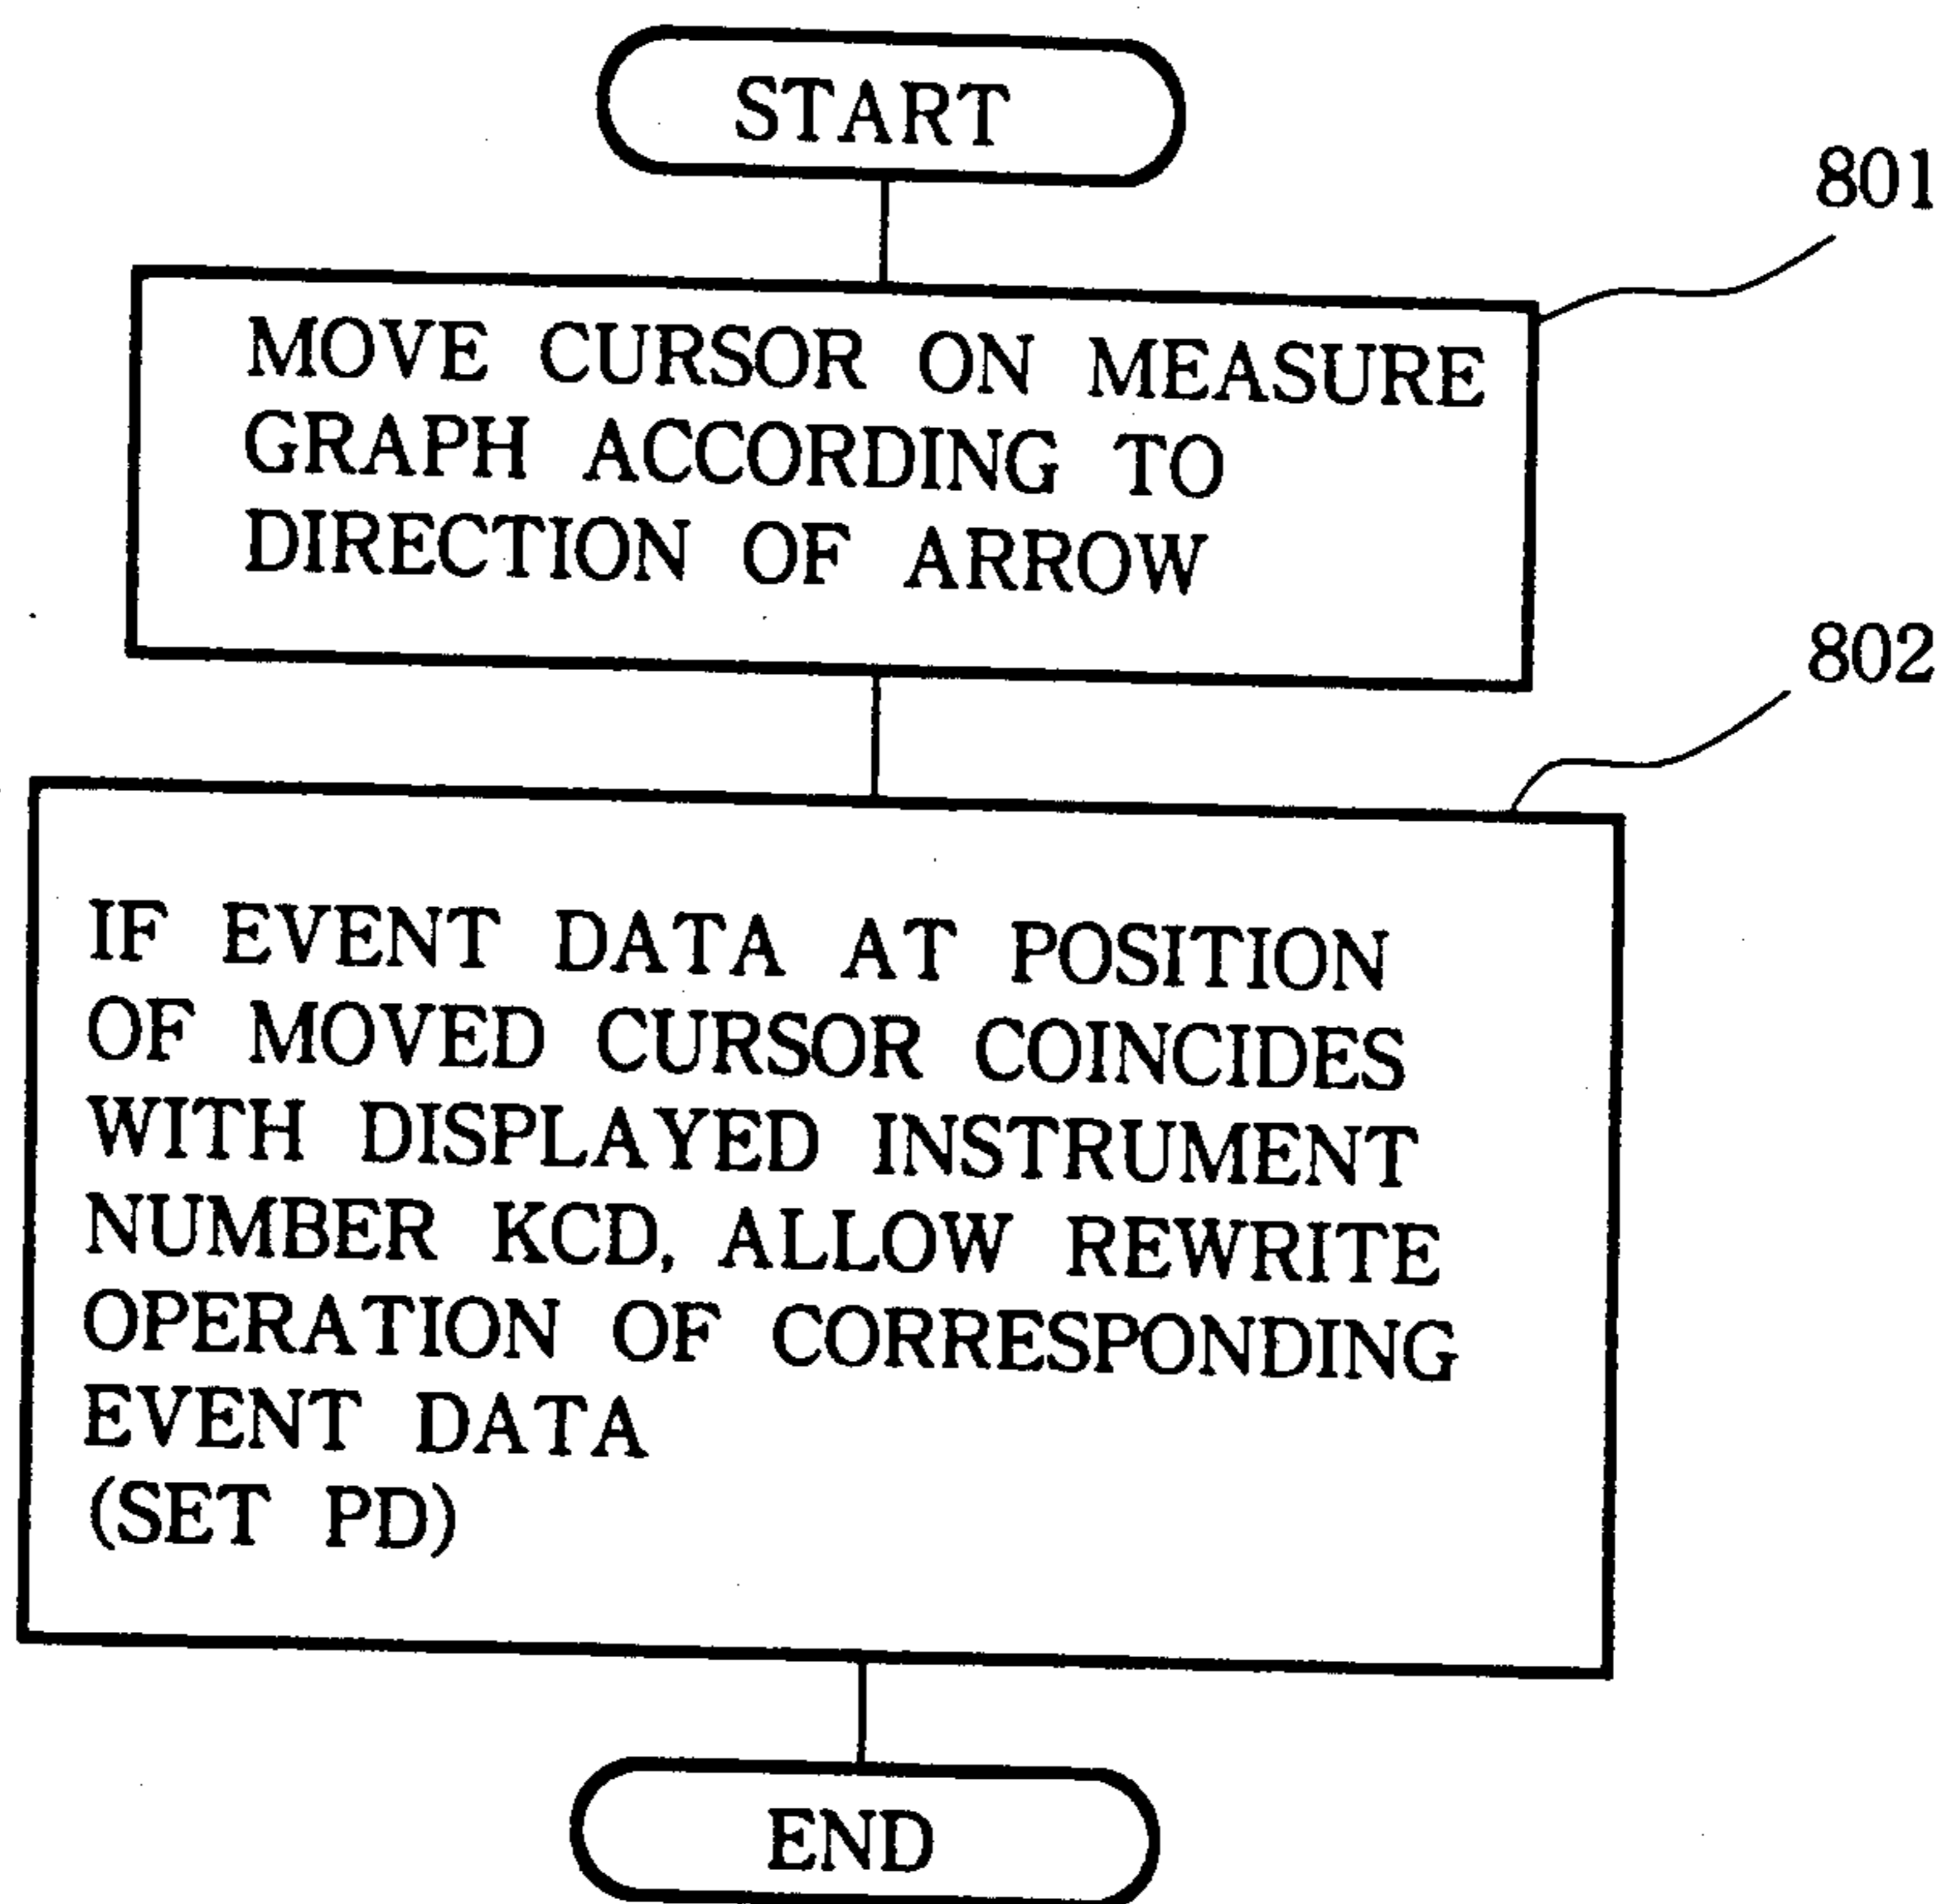 START
801
MOVE CURSOR ON MEASURE
GRAPH ACCORDING TO
DIRECTION OF ARROW
802
IF EVENT DATA AT POSITION
OF MOVED CURSOR COINCIDES
WITH DISPLAYED INSTRUMENT
NUMBER KCD, ALLOW REWRITE
OPERATION OF CORRESPONDING
EVENT DATA
(SET PD)
END